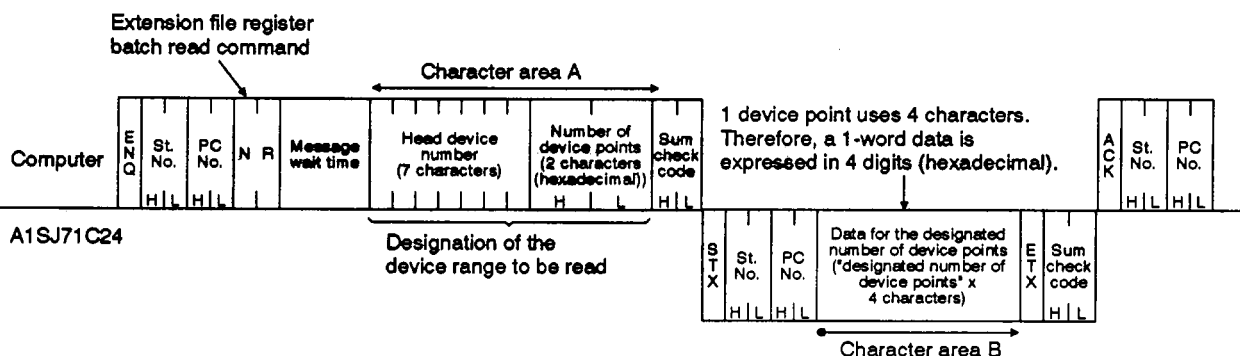 Extension file register
batch read command
Character area A
Computer
ENQ
St.
No.
H L
PC
No.
H L
N R
Message
wait time
Head device
number
(7 characters)
Number of
device points
(2 characters
(hexadecimal))
H L
Sum
check
code
H L
1 device point uses 4 characters.
Therefore, a 1-word data is
expressed in 4 digits (hexadecimal).
ACK
St.
No.
H L
PC
No.
H L
A1SJ71C24
Designation of the
device range to be read
STX
St.
No.
H L
PC
No.
H L
Data for the designated
number of device points
("designated number of
device points" x
4 characters)
ETX
Sum
check
code
H L
Character area B